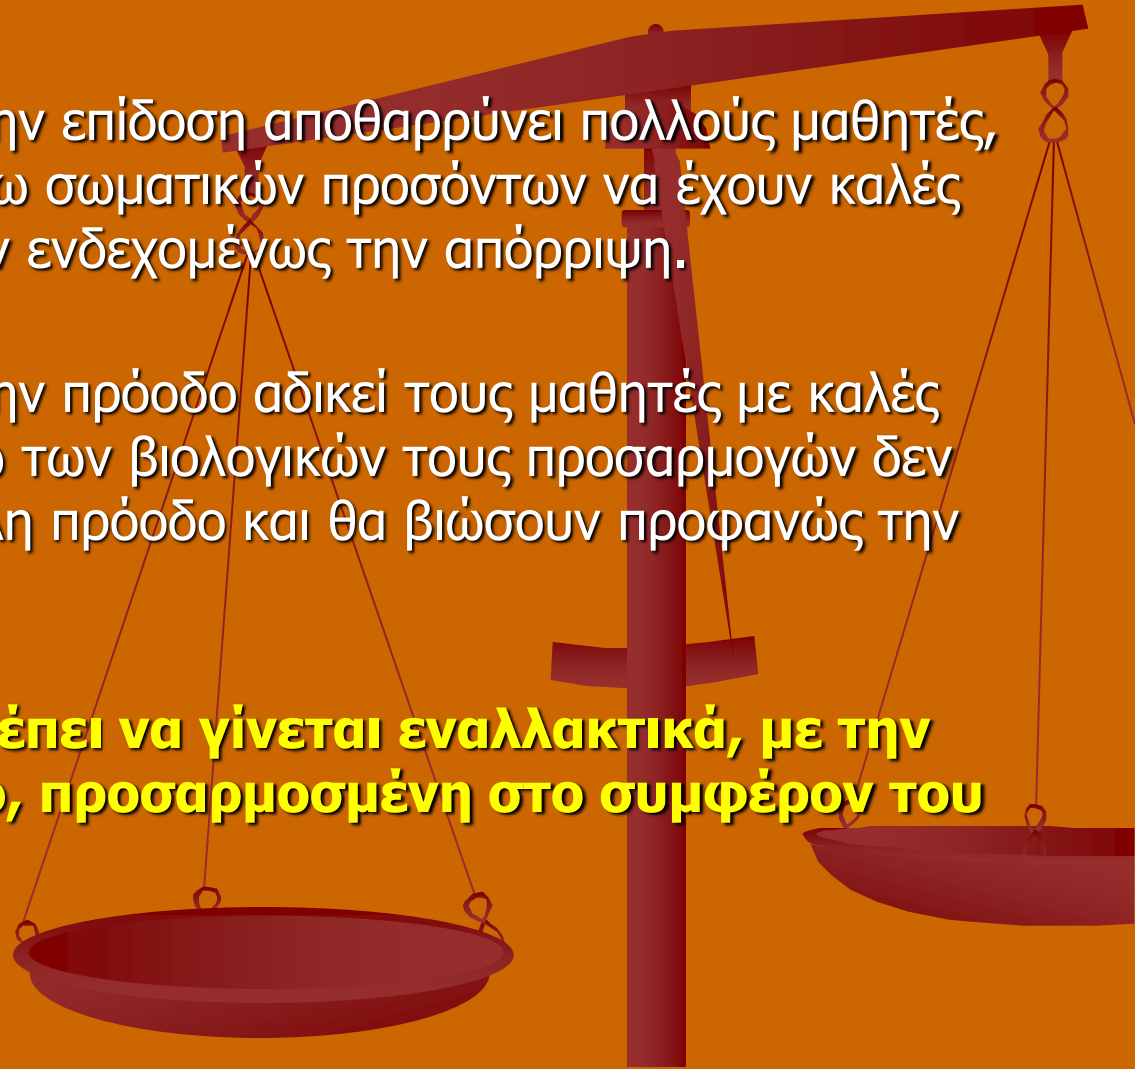 ην επίδοση αποθαρρύνει πολλούς μαθητές,
ω σωματικών προσόντων να έχουν καλές
ν ενδεχομένως την απόρριψη.
ην πρόοδο αδικεί τους μαθητές με καλές
των βιολογικών τους προσαρμογών δεν
λη πρόοδο και θα βιώσουν προφανώς την
έπει να γίνεται εναλλακτικά, με την
προσαρμοσμένη στο συμφέρον του